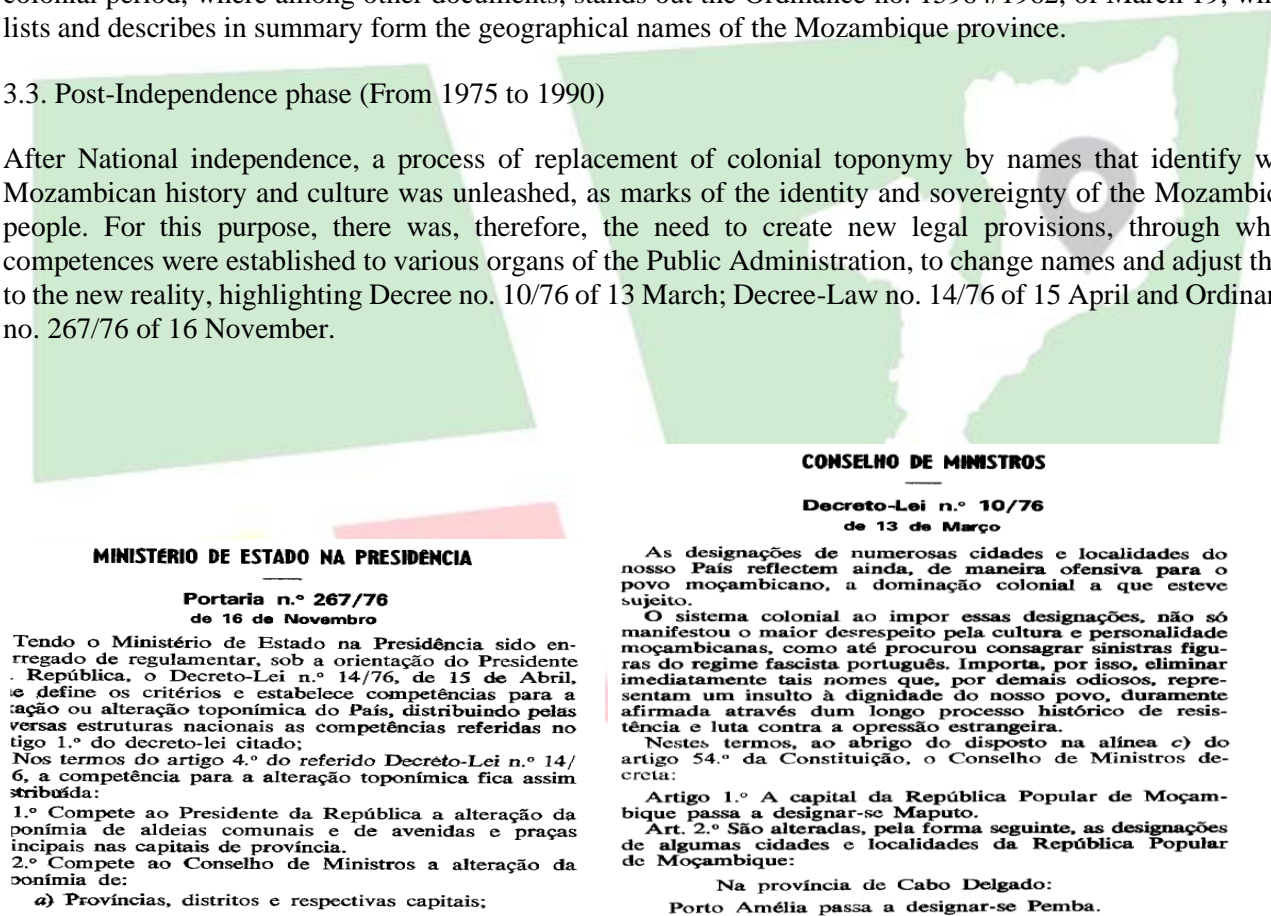 colonial period, where among other documents, stands out the Ordinance no. of March 19, wh
lists and describes in summary form the geographical names of the Mozambique province.
3.3. Post-Independence phase (From 1975 to 1990)
After National independence, a process of replacement of colonial toponymy by names that identify w
Mozambican history and culture was unleashed, as marks of the identity and sovereignty of the Mozambic
people. For this purpose, there was, therefore, the need to create new legal provisions, through wh
competences were established to various organs of the Public Administration, to change names and adjust th
to the new reality, highlighting Decree no. 10/76 of 13 March; Decree-Law no. 14/76 of 15 April and Ordinan
no. 267/76 of 16 November.
MINISTÉRIO DE ESTADO NA PRESIDÊNCIA
Portaria n.º 267/76
de 16 de Novembro
Tendo o Ministério de Estado na Presidência sido en-
rregado de regulamentar, sob a orientação do Presidente
. República, o Decreto-Lei n.º 14/76, de 15 de Abril,
e define os critérios e estabelece competências para a
ação ou alteração toponímica do País, distribuindo pelas
versas estruturas nacionais as competências referidas no
tigo 1.º do decreto-lei citado;
Nos termos do artigo 4.º do referido Decreto-Lei n.º 14/
6, a competência para a alteração toponímica fica assim
stribuída:
1.º Compete ao Presidente da República a alteração da
ponímia de aldeias comunais e de avenidas e praças
incipais nas capitais de província.
2.º Compete ao Conselho de Ministros a alteração da
ponímia de:
a) Províncias, distritos e respectivas capitais;
CONSELHO DE MINISTROS
Decreto-Lei n.º 10/76
de 13 de Março
As designações de numerosas cidades e localidades do
nosso País reflectem ainda, de maneira ofensiva para o
povo moçambicano, a dominação colonial a que esteve
sujeito.
O sistema colonial ao impor essas designações, não só
manifestou o maior desrespeito pela cultura e personalidade
moçambicanas, como até procurou consagrar sinistras figu-
ras do regime fascista português. Importa, por isso, eliminar
imediatamente tais nomes que, por demais odiosos, repre-
sentam um insulto à dignidade do nosso povo, duramente
afirmada através dum longo processo histórico de resis-
tência e luta contra a opressão estrangeira.
Nestes termos, ao abrigo do disposto na alínea c) do
artigo 54.º da Constituição, o Conselho de Ministros de-
creta:
Artigo 1.º A capital da República Popular de Moçam-
bique passa a designar-se Maputo.
Art. 2.º São alteradas, pela forma seguinte, as designações
de algumas cidades e localidades da República Popular
de Moçambique:
Na província de Cabo Delgado:
Porto Amélia passa a designar-se Pemba.